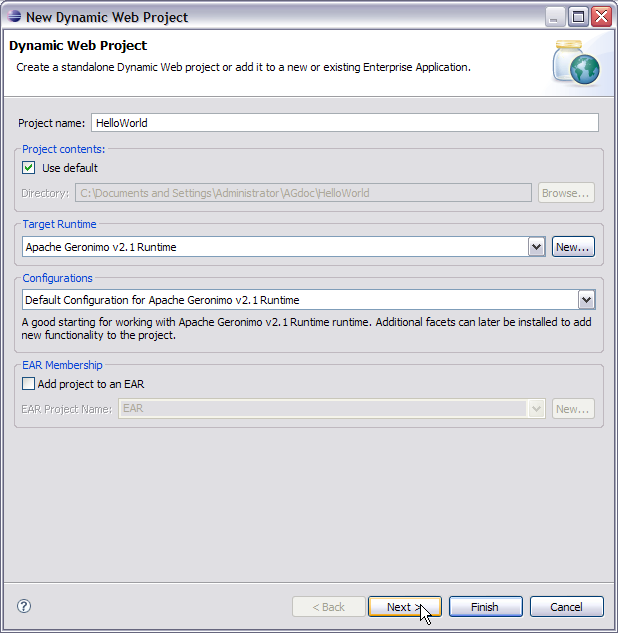 New Dynamic Web Project
Dynamic Web Project
Create a standalone Dynamic Web project or add it to a new or existing Enterprise Application.
Project name: HelloWorld
Project contents:
Use default
Directory: C:\Documents and Settings\Administrator\AGdoc\HelloWorld Browse...
Target Runtime
Apache Geronimo v2.1 Runtime New...
Configurations
Default Configuration for Apache Geronimo v2.1 Runtime
A good starting for working with Apache Geronimo v2.1 Runtime runtime. Additional facets can later be installed to add
new functionality to the project.
EAR Membership
Add project to an EAR
EAR Project Name: EAR New...
? < Back Next > Finish Cancel